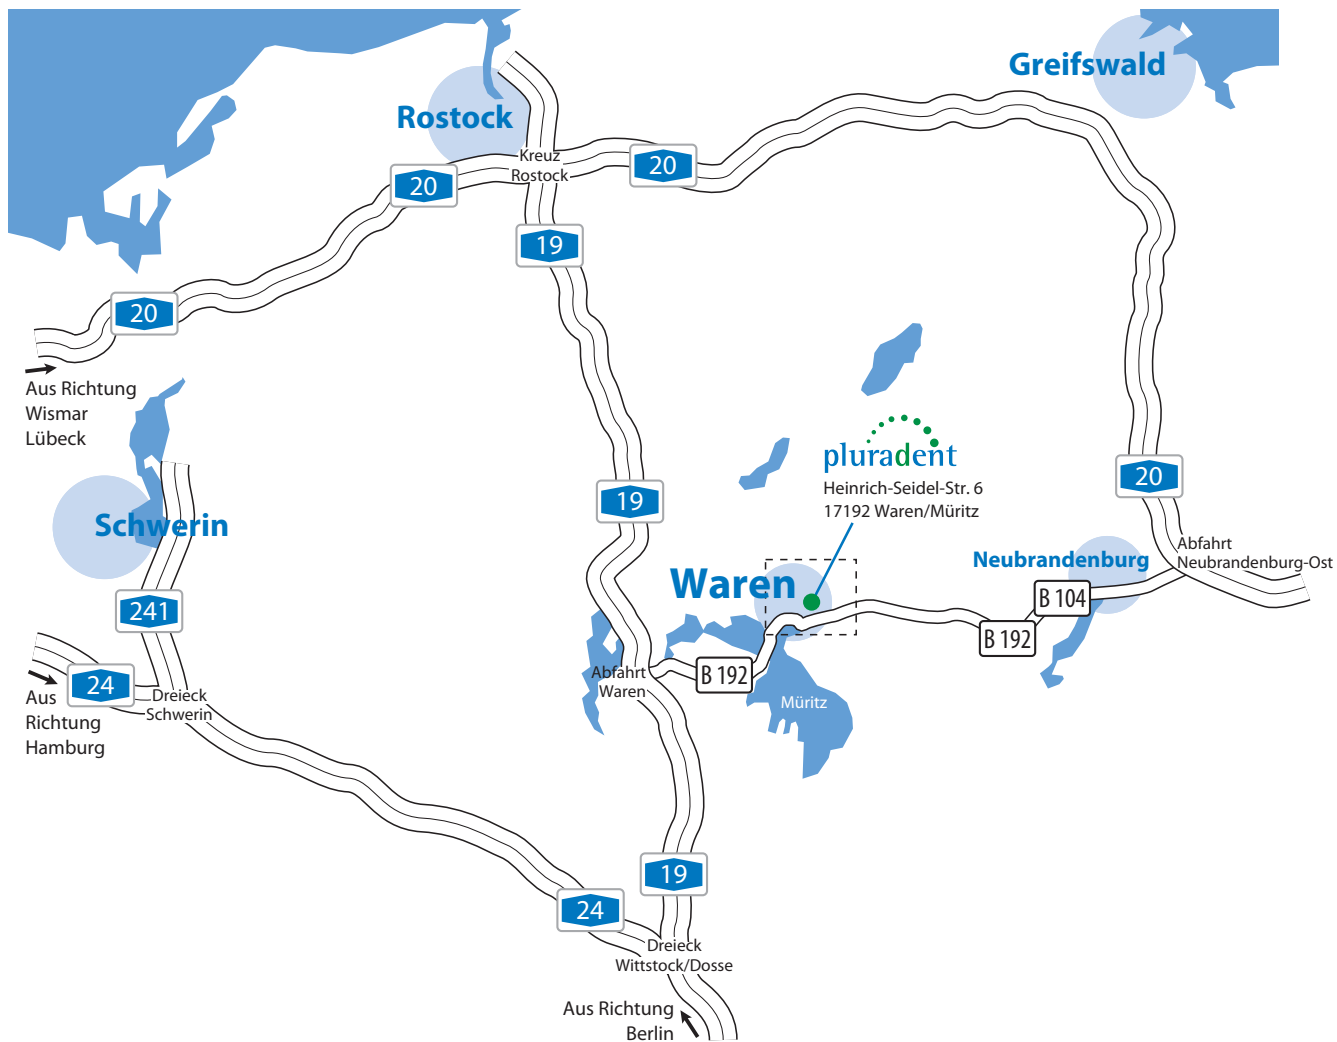 Greifswald
Rostock
Kreuz
Rostock
20
20
19
20
Aus Richtung
Wismar
Lübeck
pluradent
Heinrich-Seidel-Str. 6
17192 Waren/Müritz
20
19
Schwerin
Abfahrt
Neubrandenburg-Ost
Neubrandenburg
Waren
B 104
241
B 192
Abfahrt
Waren
B 192
24
Aus
Richtung
Hamburg
Dreieck
Schwerin
Müritz
19
24
Dreieck
Wittstock/Dosse
Aus Richtung
Berlin